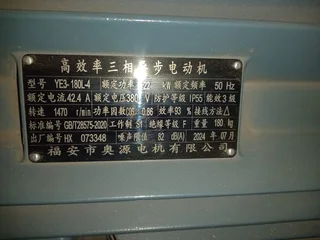 高效率三相异步电动机
型号 YE3-180L-4 额定功率 22 kW 额定频率 50 Hz
额定电流 42.4 A 额定电压 380 V 防护等级 IP55 能效 3级
转速 1470 r/min 功率因数 0.86 效率 93 % 接线方法 △
标准编号 GB/T28575-2020 工作制 S1 绝缘等级 F 重量 180 kg
出厂编号 HX 073348 噪声限值 82 dB(A) 2024 年 07 月
福安市奥源电机有限公司